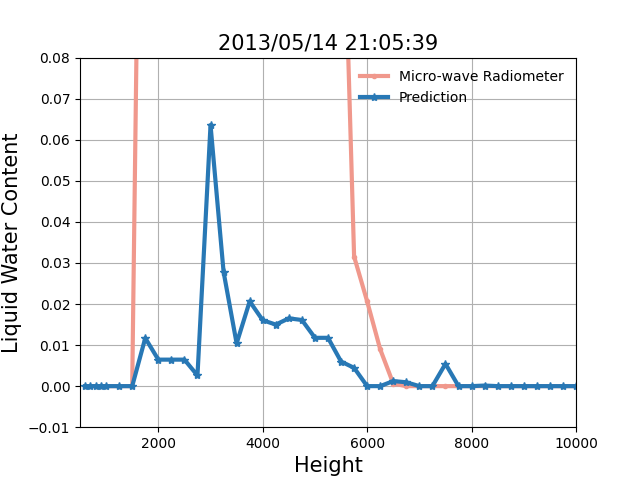 2013/05/14 21:05:39
Liquid Water Content
0.08
0.07
0.06
0.05
0.04
0.03
0.02
0.01
0.00
−0.01
Micro-wave Radiometer
Prediction
2000 4000 6000 8000 10000
Height